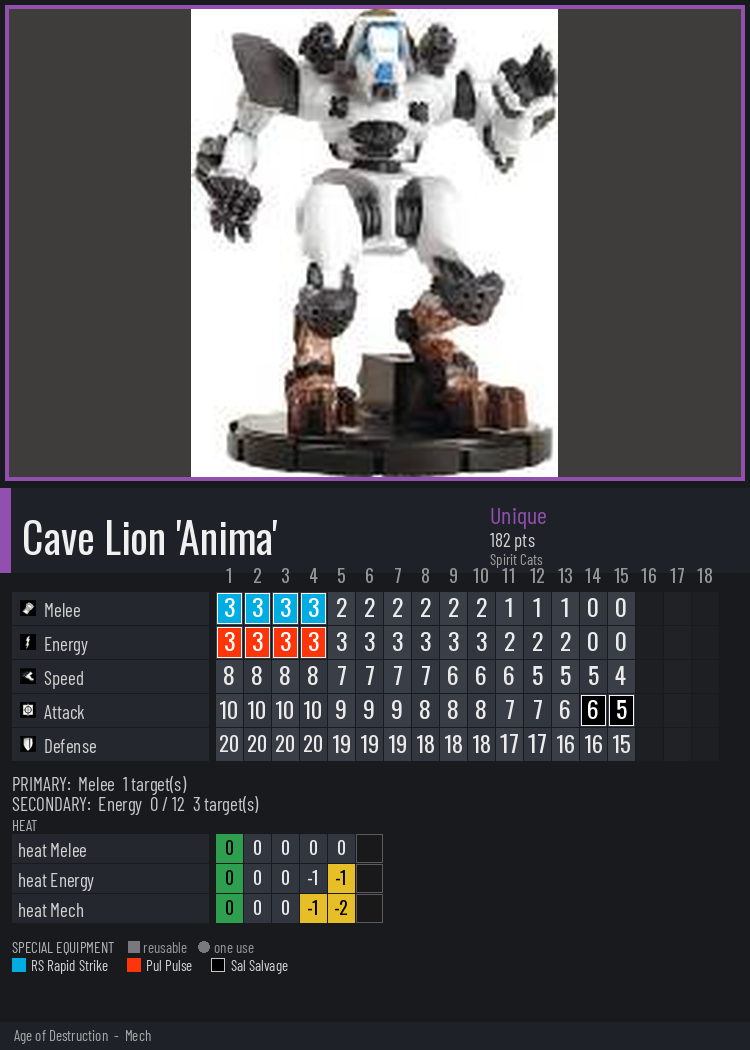 Cave Lion 'Anima'
Unique
182 pts
Spirit Cats
1 2 3 4 5 6 7 8 9 10 11 12 13 14 15 16 17 18
Melee 3 3 3 3 2 2 2 2 2 2 1 1 1 0 0
Energy 3 3 3 3 3 3 3 3 3 3 2 2 2 0 0
Speed 8 8 8 8 7 7 7 7 6 6 6 5 5 5 4
Attack 10 10 10 10 9 9 9 8 8 8 7 7 6 6 5
Defense 20 20 20 20 19 19 19 18 18 18 17 17 16 16 15
PRIMARY: Melee 1 target(s)
SECONDARY: Energy 0 / 12 3 target(s)
HEAT
heat Melee 0 0 0 0 0
heat Energy 0 0 0 -1 -1
heat Mech 0 0 0 -1 -2
SPECIAL EQUIPMENT reusable one use
RS Rapid Strike Pul Pulse Sal Salvage
Age of Destruction - Mech